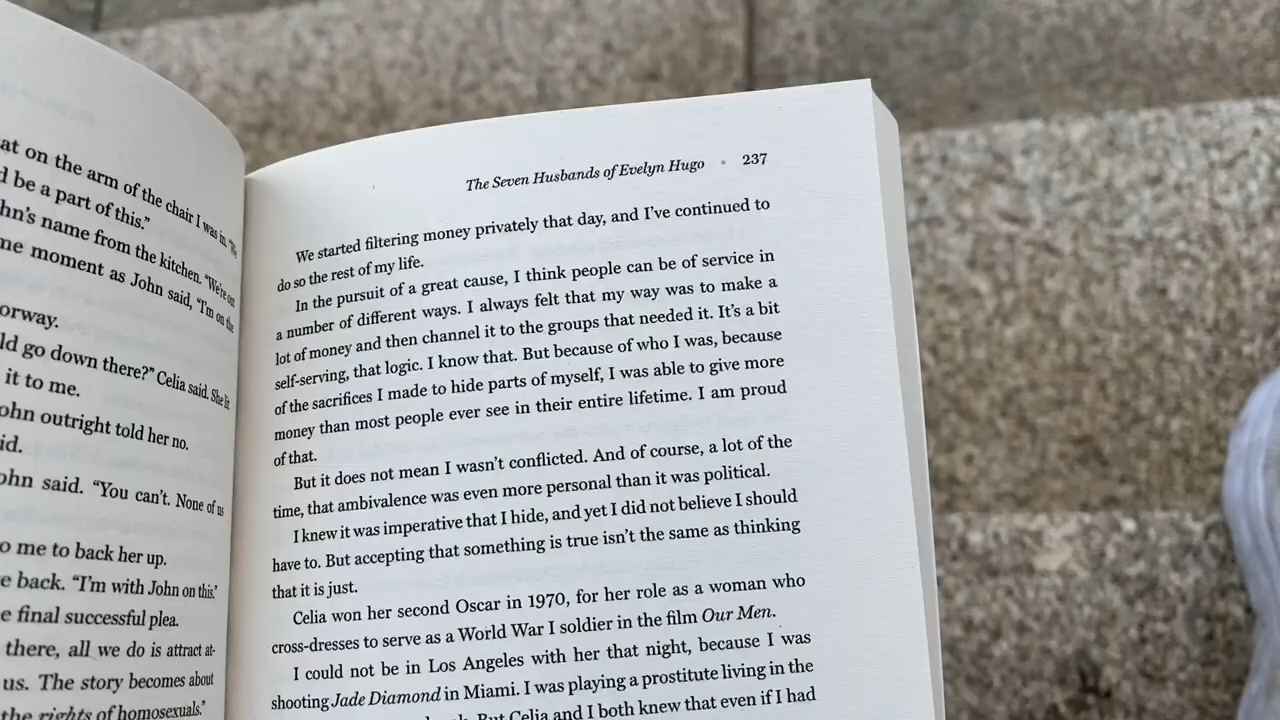 at on the arm of the chair I was in. "We
d be a part of this."
hn's name from the kitchen. "We're on
me moment as John said, "I'm on the
orway.
ld go down there?" Celia said. She lit
it to me.
ohn outright told her no.
id.
ohn said. "You can't. None of us
o me to back her up.
e back. "I'm with John on this."
e final successful plea.
there, all we do is attract at-
us. The story becomes about
the rights of homosexuals."
The Seven Husbands of Evelyn Hugo • 237
We started filtering money privately that day, and I've continued to
do so the rest of my life.
In the pursuit of a great cause, I think people can be of service in
a number of different ways. I always felt that my way was to make a
lot of money and then channel it to the groups that needed it. It's a bit
self-serving, that logic. I know that. But because of who I was, because
of the sacrifices I made to hide parts of myself, I was able to give more
money than most people ever see in their entire lifetime. I am proud
of that.
But it does not mean I wasn't conflicted. And of course, a lot of the
time, that ambivalence was even more personal than it was political.
I knew it was imperative that I hide, and yet I did not believe I should
have to. But accepting that something is true isn't the same as thinking
that it is just.
Celia won her second Oscar in 1970, for her role as a woman who
cross-dresses to serve as a World War I soldier in the film Our Men.
I could not be in Los Angeles with her that night, because I was
shooting Jade Diamond in Miami. I was playing a prostitute living in the
But Celia and I both knew that even if I had